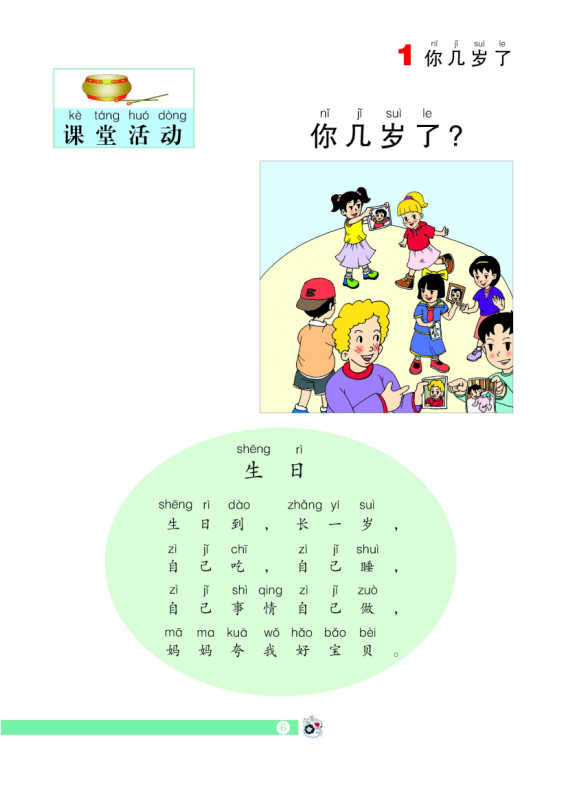 nǐ jǐ suì le
1 你几岁了
kè táng huó dòng
课堂活动
nǐ jǐ suì le
你几岁了?
shēng rì
生日
shēng rì dào zhǎng yí suì
生日到，长一岁，
zì jǐ chī zì jǐ shuì
自己吃，自己睡，
zì jǐ shì qing zì jǐ zuò
自己事情自己做，
mā ma kuā wǒ hǎo bǎo bèi
妈妈夸我好宝贝。
6